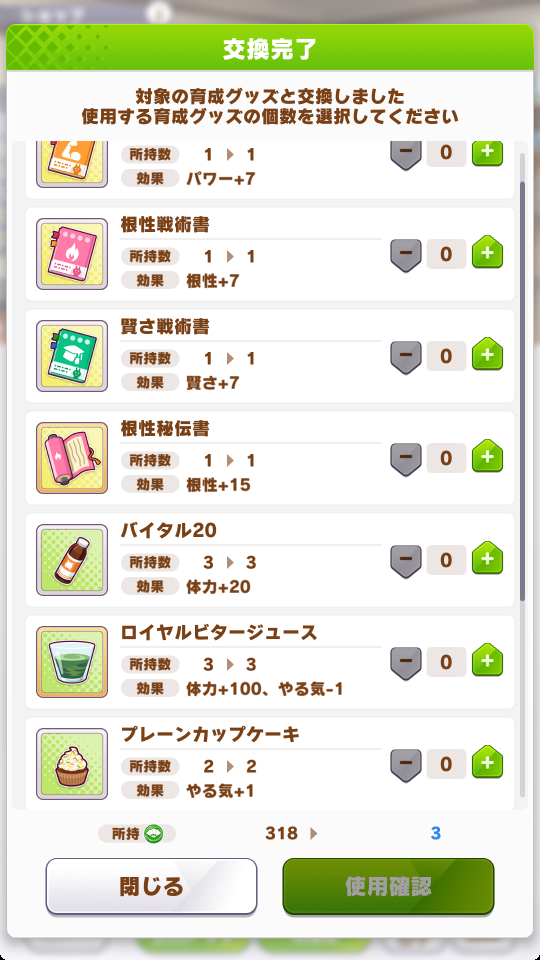 ショップ
交換完了
対象の育成グッズと交換しました
使用する育成グッズの個数を選択してください
所持数 1 1
効果 パワー+7
0
根性戦術書
所持数 1 1
効果 根性+7
0
賢さ戦術書
所持数 1 1
効果 賢さ+7
0
根性秘伝書
所持数 1 1
効果 根性+15
0
バイタル20
所持数 3 3
効果 体力+20
0
ロイヤルビタージュース
所持数 3 3
効果 体力+100、やる気-1
0
プレーンカップケーキ
所持数 2 2
効果 やる気+1
0
所持 318 3
閉じる 使用確認